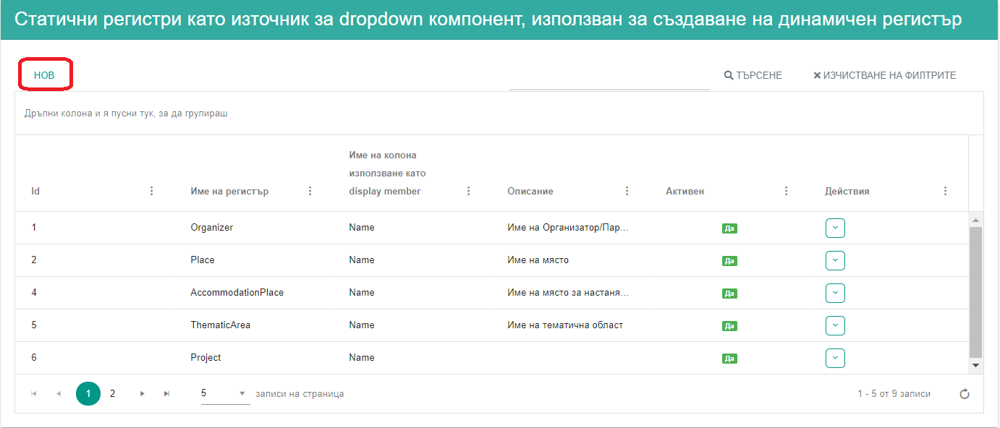 Статични регистри като източник за dropdown компонент, използван за създаване на динамичен регистър
НОВ
ТЪРСЕНЕ
ИЗЧИСТВАНЕ НА ФИЛТРИТЕ
Дръпни колона и я пусни тук, за да групираш
Id
Име на регистър
Име на колона
използване като
display member
Описание
Активен
Действия
1 Organizer Name Име на Организатор/Пар... Да
2 Place Name Име на място Да
4 AccommodationPlace Name Име на място за настаня... Да
5 ThematicArea Name Име на тематична област Да
6 Project Name Да
1 2 5 записи на страница 1 - 5 от 9 записи